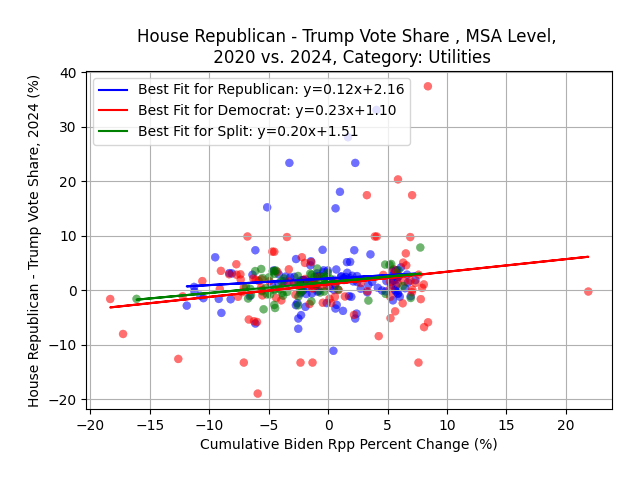 House Republican - Trump Vote Share , MSA Level,
2020 vs. 2024, Category: Utilities
Best Fit for Republican: y=0.12x+2.16
Best Fit for Democrat: y=0.23x+1.10
Best Fit for Split: y=0.20x+1.51
House Republican - Trump Vote Share, 2024 (%)
40
30
20
10
0
−10
−20
−20
−15
−10
−5
0
5
10
15
20
Cumulative Biden Rpp Percent Change (%)